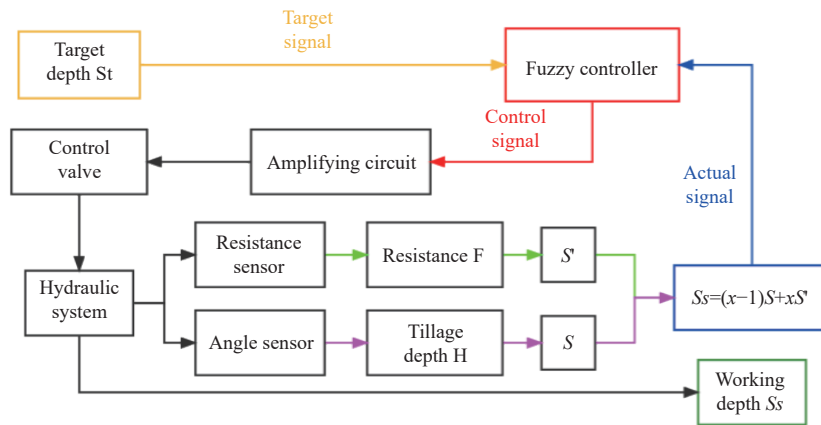 Target
signal
Target
depth St
Fuzzy controller
Control
signal
Control
valve
Amplifying circuit
Actual
signal
Resistance
sensor
Resistance F
S'
Hydraulic
system
Ss=(x−1)S+xS'
Angle sensor
Tillage
depth H
S
Working
depth Ss